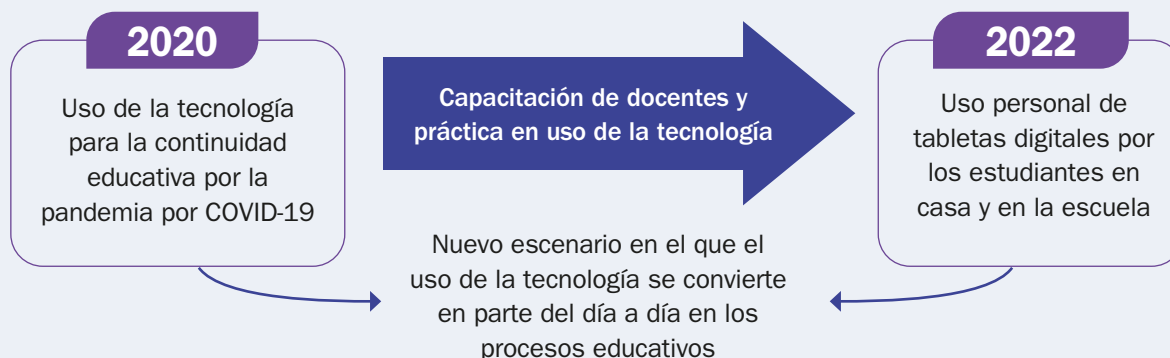 2020
Uso de la tecnología
para la continuidad
educativa por la
pandemia por COVID-19
Capacitación de docentes y
práctica en uso de la tecnología
2022
Uso personal de
tabletas digitales por
los estudiantes en
casa y en la escuela
Nuevo escenario en el que el
uso de la tecnología se convierte
en parte del día a día en los
procesos educativos